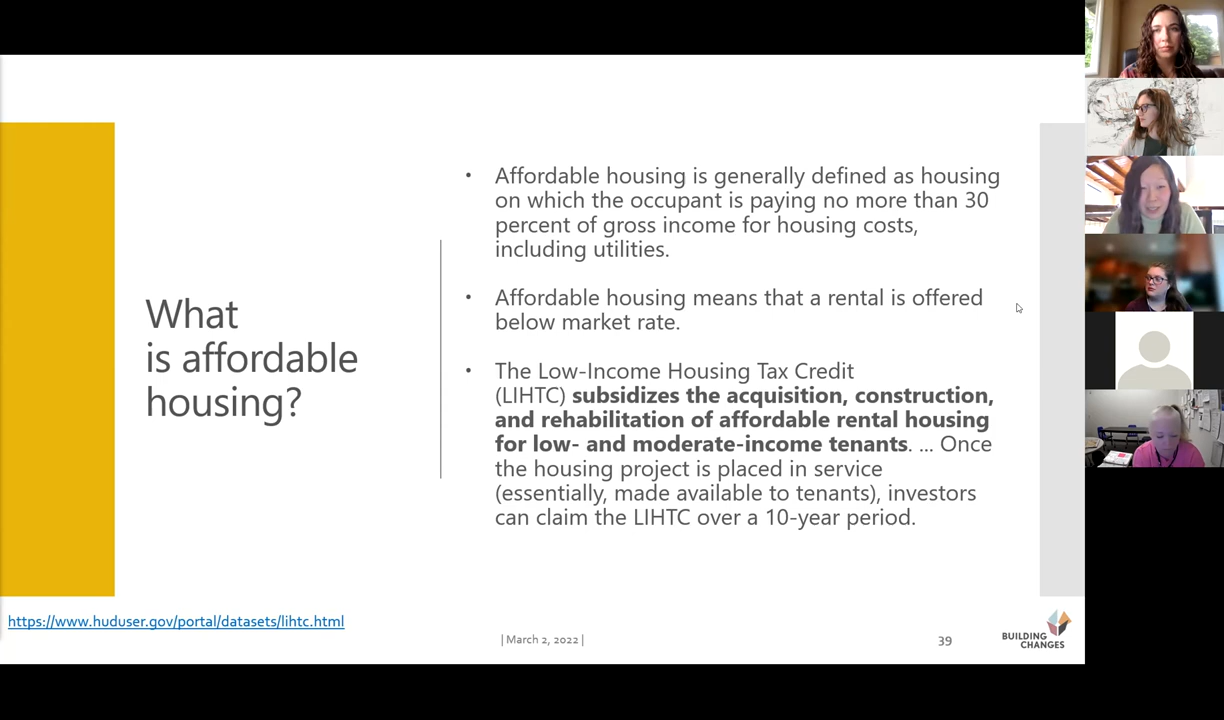 What
is affordable
housing?
• Affordable housing is generally defined as housing
on which the occupant is paying no more than 30
percent of gross income for housing costs,
including utilities.
• Affordable housing means that a rental is offered
below market rate.
• The Low-Income Housing Tax Credit
(LIHTC) subsidizes the acquisition, construction,
and rehabilitation of affordable rental housing
for low- and moderate-income tenants. ... Once
the housing project is placed in service
(essentially, made available to tenants), investors
can claim the LIHTC over a 10-year period.
https://www.huduser.gov/portal/datasets/lihtc.html
| March 2, 2022 |
39
BUILDING
CHANGES